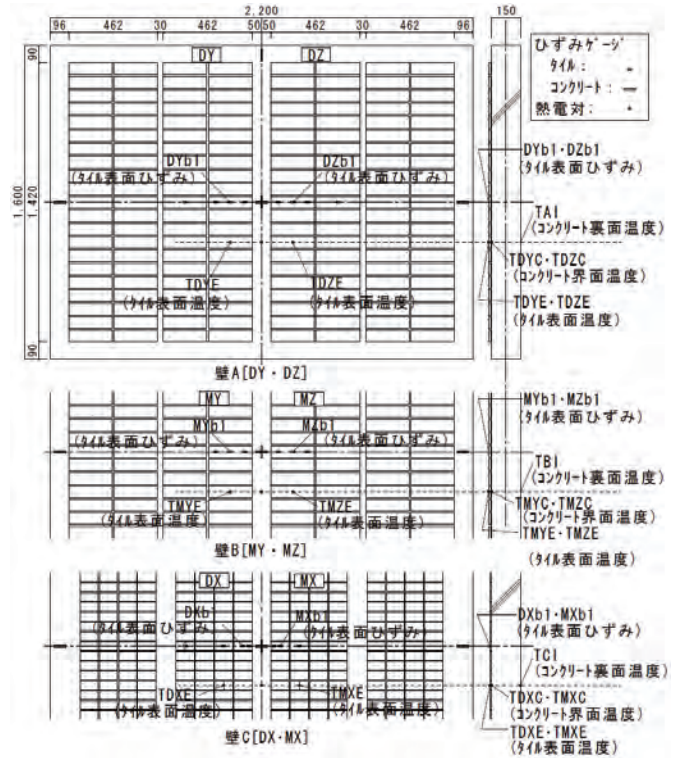 2,200
150
96 462 30 462 50 50 462 30 462 96
ひずみゲージ
タイル：
コンクリート：
熱電対：
90
1,600
1,420
90
DY
DZ
DYb1
(タイル表面ひずみ)
DZb1
(タイル表面ひずみ)
TDYE
(タイル表面温度)
TDZE
(タイル表面温度)
DYb1・DZb1
(タイル表面ひずみ)
TAI
(コンクリート裏面温度)
TDYC・TDZC
(コンクリート界面温度)
TDYE・TDZE
(タイル表面温度)
壁A[DY・DZ]
MY
MZ
MYb1
(タイル表面ひずみ)
MZb1
(タイル表面ひずみ)
TMYE
(タイル表面温度)
TMZE
(タイル表面温度)
MYb1・MZb1
(タイル表面ひずみ)
TBI
(コンクリート裏面温度)
TMYC・TMZC
(コンクリート界面温度)
TMYE・TMZE
(タイル表面温度)
壁B[MY・MZ]
DX
MX
DXb1
(タイル表面ひずみ)
MXb1
(タイル表面ひずみ)
TDXE
(タイル表面温度)
TMXE
(タイル表面温度)
DXb1・MXb1
(タイル表面ひずみ)
TCI
(コンクリート裏面温度)
TDXC・TMXC
(コンクリート界面温度)
TDXE・TMXE
(タイル表面温度)
壁C[DX・MX]